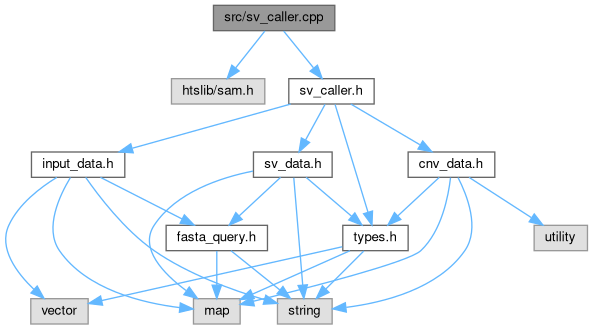 src/sv_caller.cpp
htslib/sam.h
sv_caller.h
input_data.h
sv_data.h
cnv_data.h
fasta_query.h
types.h
utility
vector
map
string